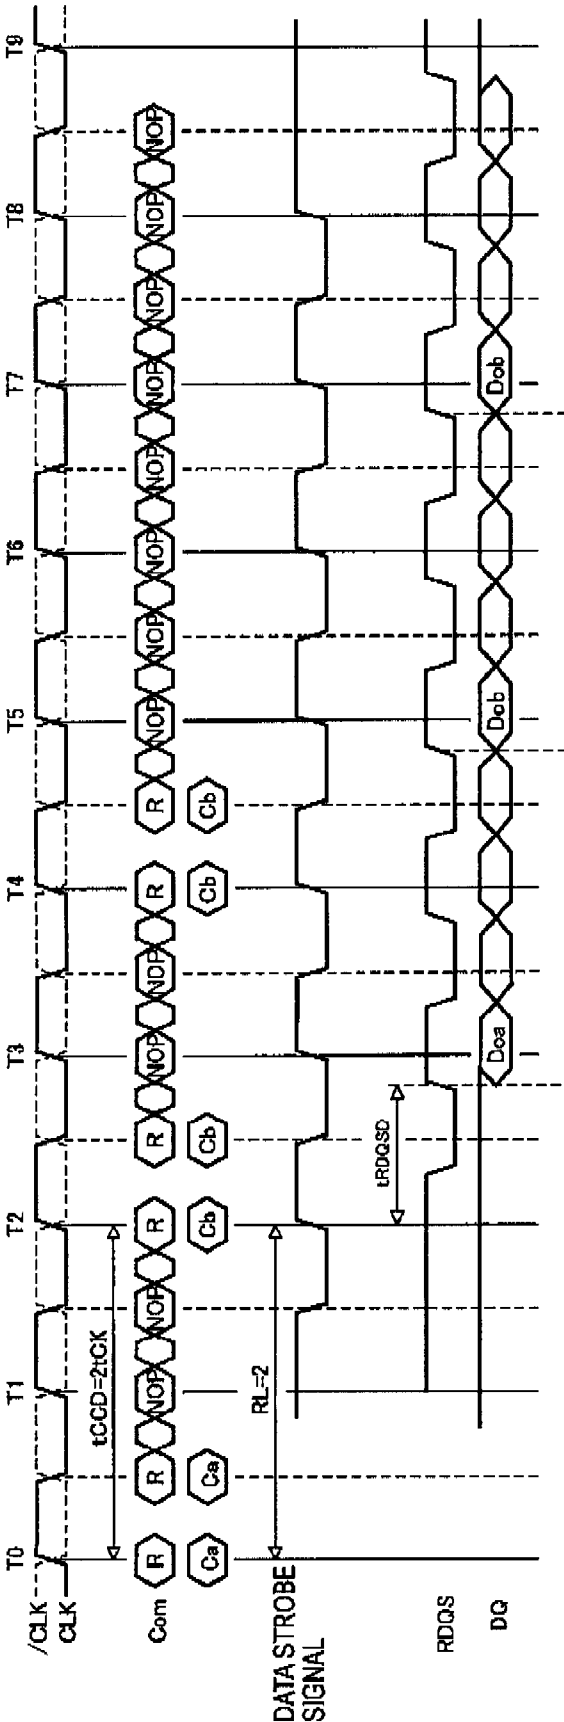 T0 T1 T2 T3 T4 T5 T6 T7 T8 T9
/CLK
CLK
tCCD=2tCK
Com R R NOP NOP R R NOP NOP R R NOP NOP NOP NOP NOP NOP NOP NOP
Ca Ca Cb Cb Cb Cb
RL=2
DATA STROBE
SIGNAL
tRDQSD
RDQS
DQ Doa Dob Dob